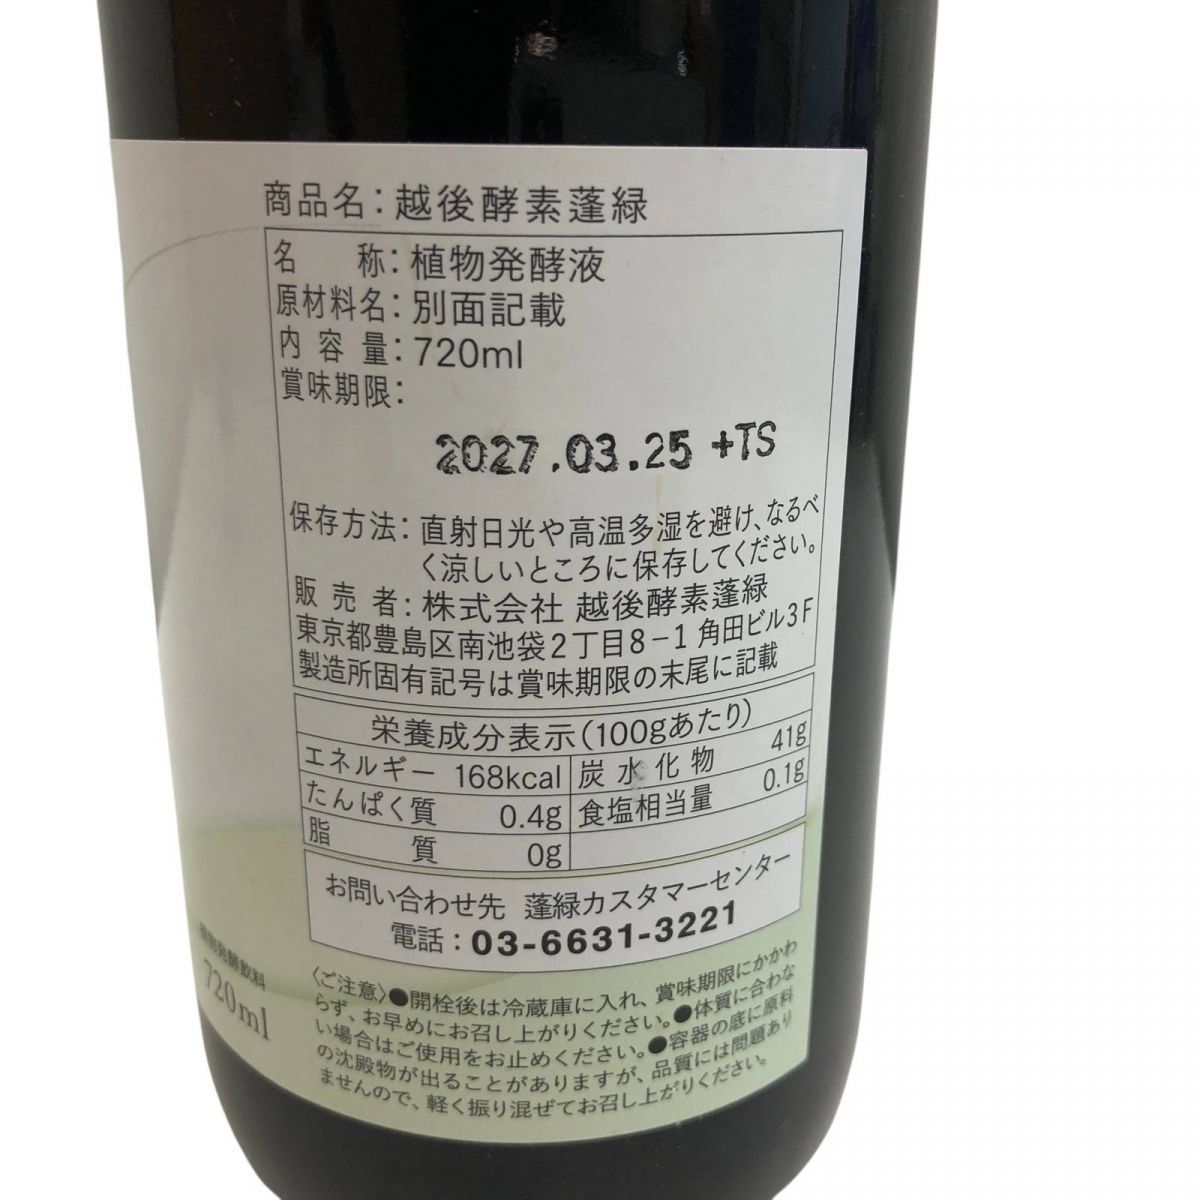 商品名：越後酵素蓬緑
名　称：植物発酵液
原材料名：別面記載
内容量：720ml
賞味期限：
2027.03.25 +TS
保存方法：直射日光や高温多湿を避け、なるべ
く涼しいところに保存してください。
販売者：株式会社 越後酵素蓬緑
東京都豊島区南池袋2丁目8-1 角田ビル3F
製造所固有記号は賞味期限の末尾に記載
栄養成分表示(100gあたり)
エネルギー 168kcal 炭水化物 41g
たんぱく質 0.4g 食塩相当量 0.1g
脂質 0g
お問い合わせ先 蓬緑カスタマーセンター
電話：03-6631-3221
〈ご注意〉●開栓後は冷蔵庫に入れ、賞味期限にかかわ
らず、お早めにお召し上がりください。●体質に合わな
い場合はご使用をお止めください。●容器の底に原料
の沈殿物が出ることがありますが、品質には問題あり
ませんので、軽く振り混ぜてお召し上がりください。
発酵飲料
720ml